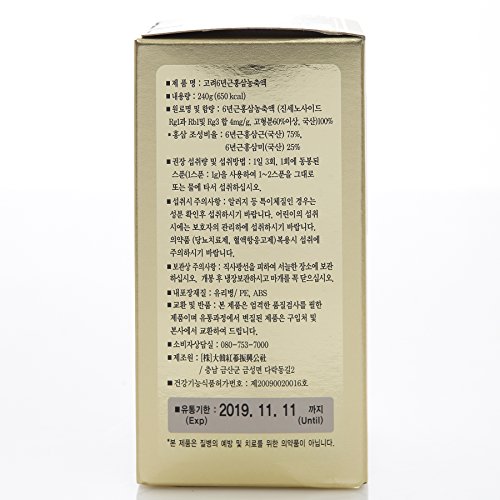 ■제 품 명 : 고려6년근홍삼농축액
■내용량 : 240g(650kcal)
■원료명 및 함량 : 6년근홍삼농축액 (진세노사이드
Rg1과 Rb1및 Rg3 합 4mg/g, 고형분60%이상, 국산)100%
*홍삼 조성비율 : 6년근홍삼근(국산) 75%,
6년근홍삼미(국산) 25%
■권장 섭취량 및 섭취방법 : 1일 3회, 1회에 동봉된
스푼(1스푼 : 1g)을 사용하여 1~2스푼을 그대로
또는 물에 타서 섭취하십시오.
■섭취시 주의사항 : 알러지 등 특이체질인 경우는
성분 확인후 섭취하시기 바랍니다. 어린이의 섭취
시에는 보호자의 관리하에 섭취하시기 바랍니다.
의약품 (당뇨치료제, 혈액항응고제)복용시 섭취에
주의하시기 바랍니다.
■보관상 주의사항 : 직사광선을 피하여 서늘한 장소에 보관
하십시오. 개봉 후 냉장보관하시고 마개를 꼭 닫으십시오.
■내포장재질 : 유리병/ PE, ABS
■교환 및 반품 : 본 제품은 엄격한 품질검사를 필한
제품이며 유통과정에서 변질된 제품은 구입처 및
본사에서 교환하여 드립니다.
■소비자상담실 : 080-753-7000
■제조원 : [(株)大韓紅蔘振興公社
/ 충남 금산군 금성면 다락동길2
■건강기능식품허가번호 : 제20090020016호
■유통기한 : 2019. 11. 11 까지
(Exp) (Until)
*본 제품은 질병의 예방 및 치료를 위한 의약품이 아닙니다.